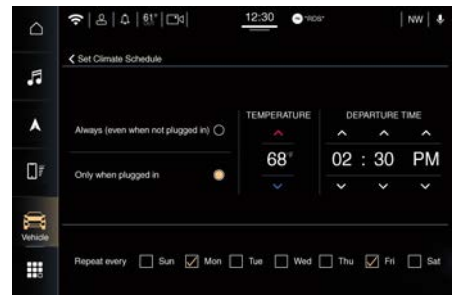 61°
12:30
NW
Set Climate Schedule
TEMPERATURE
DEPARTURE TIME
Always (even when not plugged in)
68°
02 : 30 PM
Only when plugged in
Vehicle
Repeat every Sun Mon Tue Wed Thu Fri Sat